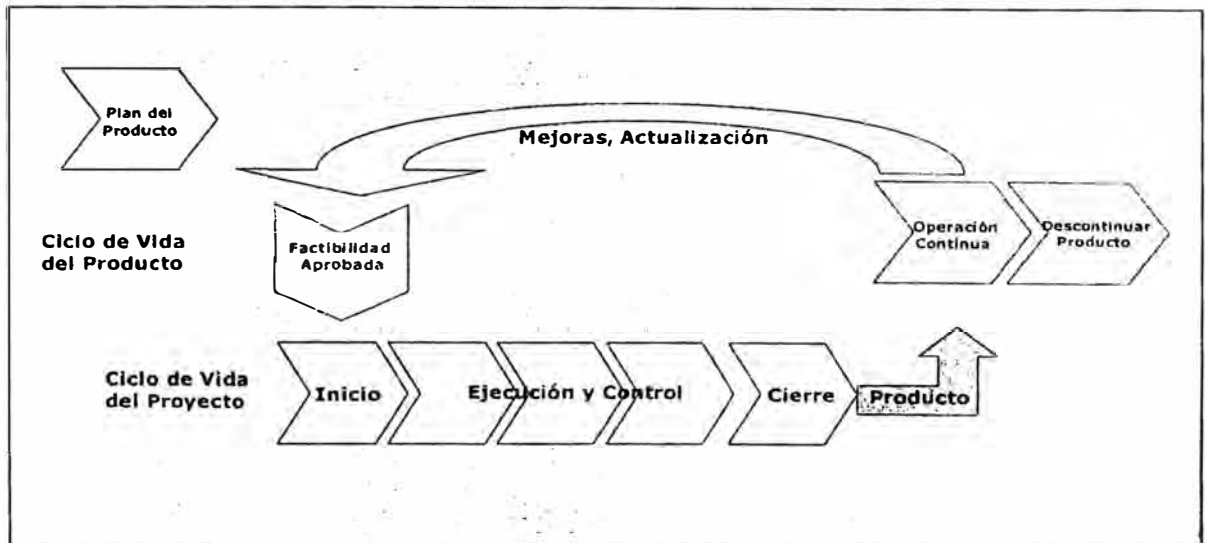 Plan del
Producto
Mejoras, Actualización
Ciclo de Vida
del Producto
Factibilidad
Aprobada
Operación
Continua
Descontinuar
Producto
Ciclo de Vida
del Proyecto
Inicio
Ejecución y Control
Cierre
Producto